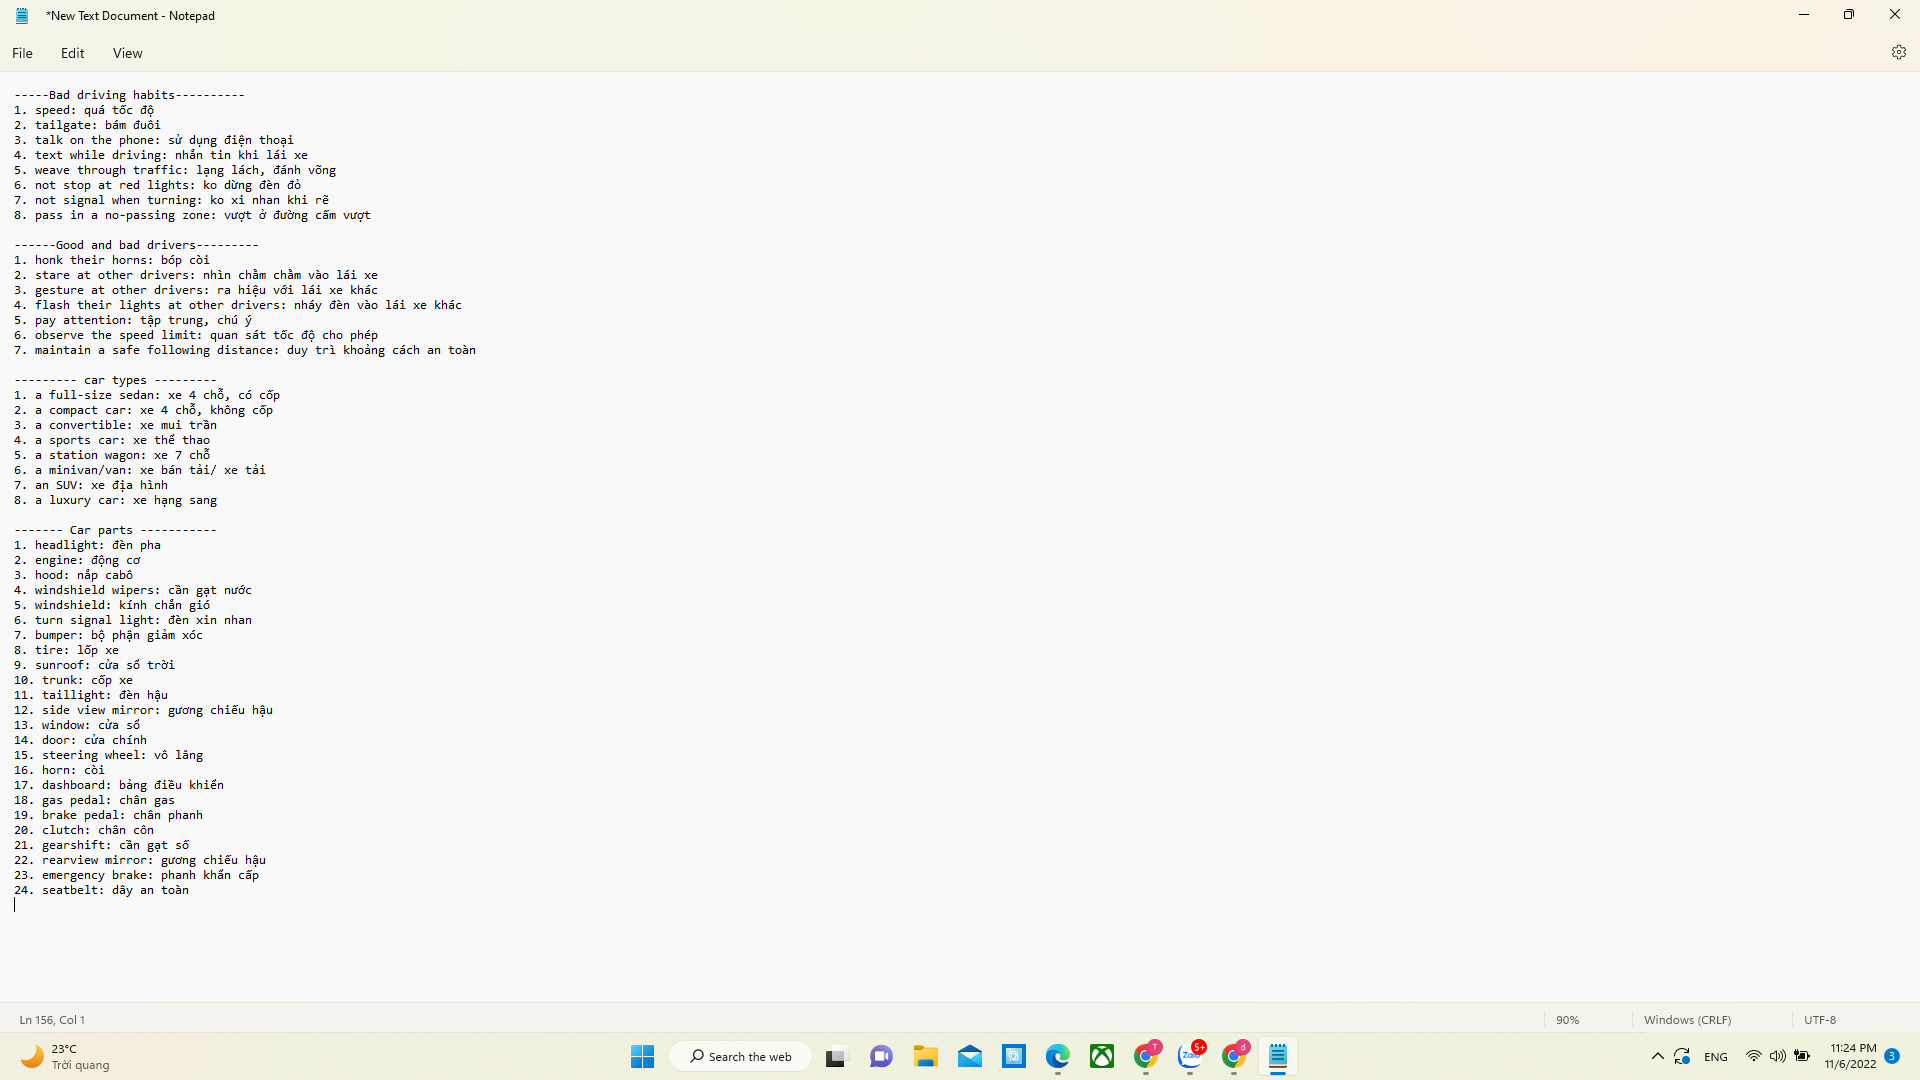 *New Text Document - Notepad
File Edit View
-----Bad driving habits----------
1. speed: quá tốc độ
2. tailgate: bám đuôi
3. talk on the phone: sử dụng điện thoại
4. text while driving: nhắn tin khi lái xe
5. weave through traffic: lạng lách, đánh võng
6. not stop at red lights: ko dừng đèn đỏ
7. not signal when turning: ko xi nhan khi rẽ
8. pass in a no-passing zone: vượt ở đường cấm vượt
------Good and bad drivers---------
1. honk their horns: bóp còi
2. stare at other drivers: nhìn chằm chằm vào lái xe
3. gesture at other drivers: ra hiệu với lái xe khác
4. flash their lights at other drivers: nháy đèn vào lái xe khác
5. pay attention: tập trung, chú ý
6. observe the speed limit: quan sát tốc độ cho phép
7. maintain a safe following distance: duy trì khoảng cách an toàn
--------- car types ---------
1. a full-size sedan: xe 4 chỗ, có cốp
2. a compact car: xe 4 chỗ, không cốp
3. a convertible: xe mui trần
4. a sports car: xe thể thao
5. a station wagon: xe 7 chỗ
6. a minivan/van: xe bán tải/ xe tải
7. an SUV: xe địa hình
8. a luxury car: xe hạng sang
------- Car parts -----------
1. headlight: đèn pha
2. engine: động cơ
3. hood: nắp cabô
4. windshield wipers: cần gạt nước
5. windshield: kính chắn gió
6. turn signal light: đèn xin nhan
7. bumper: bộ phận giảm xóc
8. tire: lốp xe
9. sunroof: cửa sổ trời
10. trunk: cốp xe
11. taillight: đèn hậu
12. side view mirror: gương chiếu hậu
13. window: cửa sổ
14. door: cửa chính
15. steering wheel: vô lăng
16. horn: còi
17. dashboard: bảng điều khiển
18. gas pedal: chân gas
19. brake pedal: chân phanh
20. clutch: chân côn
21. gearshift: cần gạt số
22. rearview mirror: gương chiếu hậu
23. emergency brake: phanh khẩn cấp
24. seatbelt: dây an toàn
Ln 156, Col 1 90% Windows (CRLF) UTF-8
23°C
Trời quang
Search the web
T
Zalo
5+
d
ENG
11:24 PM
11/6/2022
3